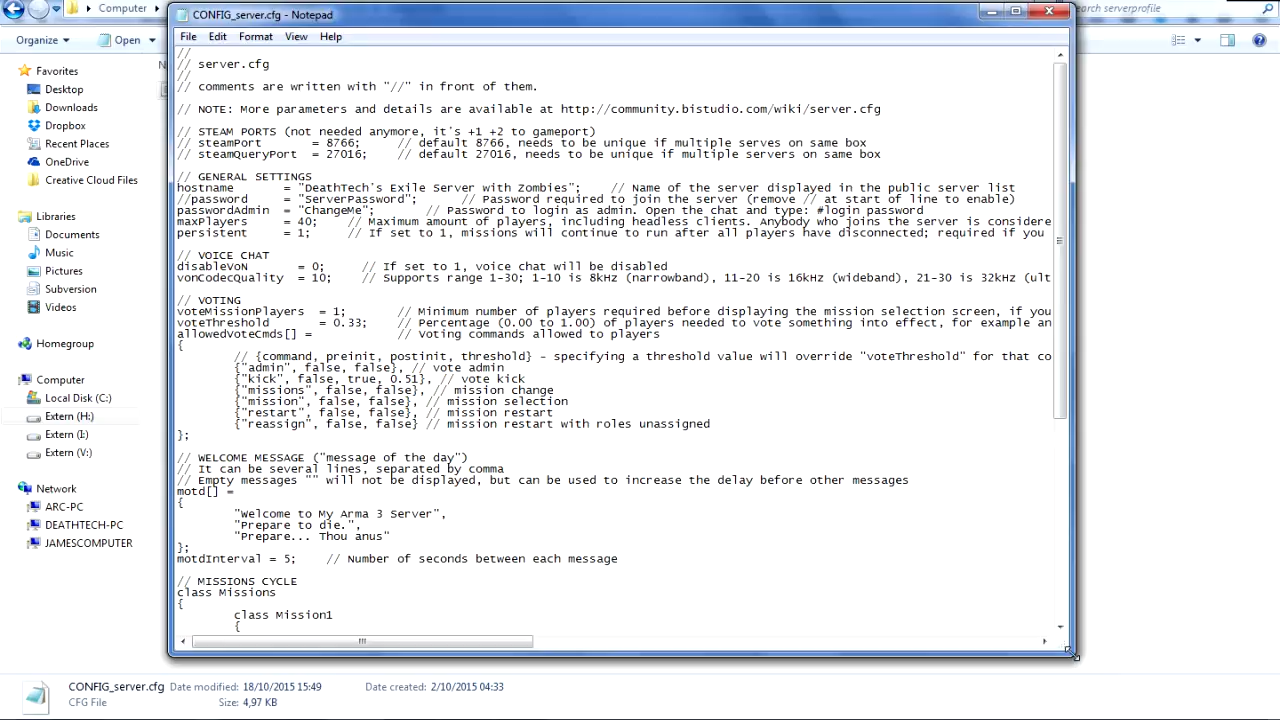 CONFIG_server.cfg - Notepad
Computer
Search serverprofile
Organize
Open
File Edit Format View Help
Favorites
Desktop
Downloads
Dropbox
Recent Places
OneDrive
Creative Cloud Files
Libraries
Documents
Music
Pictures
Subversion
Videos
Homegroup
Computer
Local Disk (C:)
Extern (H:)
Extern (I:)
Extern (V:)
Network
ARC-PC
DEATHTECH-PC
JAMESCOMPUTER
//
// server.cfg
//
// comments are written with "//" in front of them.
// NOTE: More parameters and details are available at http://community.bistudio.com/wiki/server.cfg
// STEAM PORTS (not needed anymore, it's +1 +2 to gameport)
// steamPort = 8766; // default 8766, needs to be unique if multiple serves on same box
// steamQueryPort = 27016; // default 27016, needs to be unique if multiple servers on same box
// GENERAL SETTINGS
hostname = "DeathTech's Exile Server with Zombies"; // Name of the server displayed in the public server list
//password = "ServerPassword"; // Password required to join the server (remove // at start of line to enable)
passwordAdmin = "ChangeMe"; // Password to login as admin. Open the chat and type: #login password
maxPlayers = 40; // Maximum amount of players, including headless clients. Anybody who joins the server is considere
persistent = 1; // If set to 1, missions will continue to run after all players have disconnected; required if you
// VOICE CHAT
disableVoN = 0; // If set to 1, voice chat will be disabled
vonCodecQuality = 10; // Supports range 1-30; 1-10 is 8kHz (narrowband), 11-20 is 16kHz (wideband), 21-30 is 32kHz (ult
// VOTING
voteMissionPlayers = 1; // Minimum number of players required before displaying the mission selection screen, if you
voteThreshold = 0.33; // Percentage (0.00 to 1.00) of players needed to vote something into effect, for example an
allowedVoteCmds[] = // Voting commands allowed to players
{
// {command, preinit, postinit, threshold} - specifying a threshold value will override "voteThreshold" for that co
{"admin", false, false}, // vote admin
{"kick", false, true, 0.51}, // vote kick
{"missions", false, false}, // mission change
{"mission", false, false}, // mission selection
{"restart", false, false}, // mission restart
{"reassign", false, false} // mission restart with roles unassigned
};
// WELCOME MESSAGE ("message of the day")
// It can be several lines, separated by comma
// Empty messages "" will not be displayed, but can be used to increase the delay before other messages
motd[] =
{
"Welcome to My Arma 3 Server",
"Prepare to die.",
"Prepare... Thou anus"
};
motdInterval = 5; // Number of seconds between each message
// MISSIONS CYCLE
class Missions
{
class Mission1
{
CONFIG_server.cfg Date modified: 18/10/2015 15:49 Date created: 2/10/2015 04:33
CFG File Size: 4,97 KB